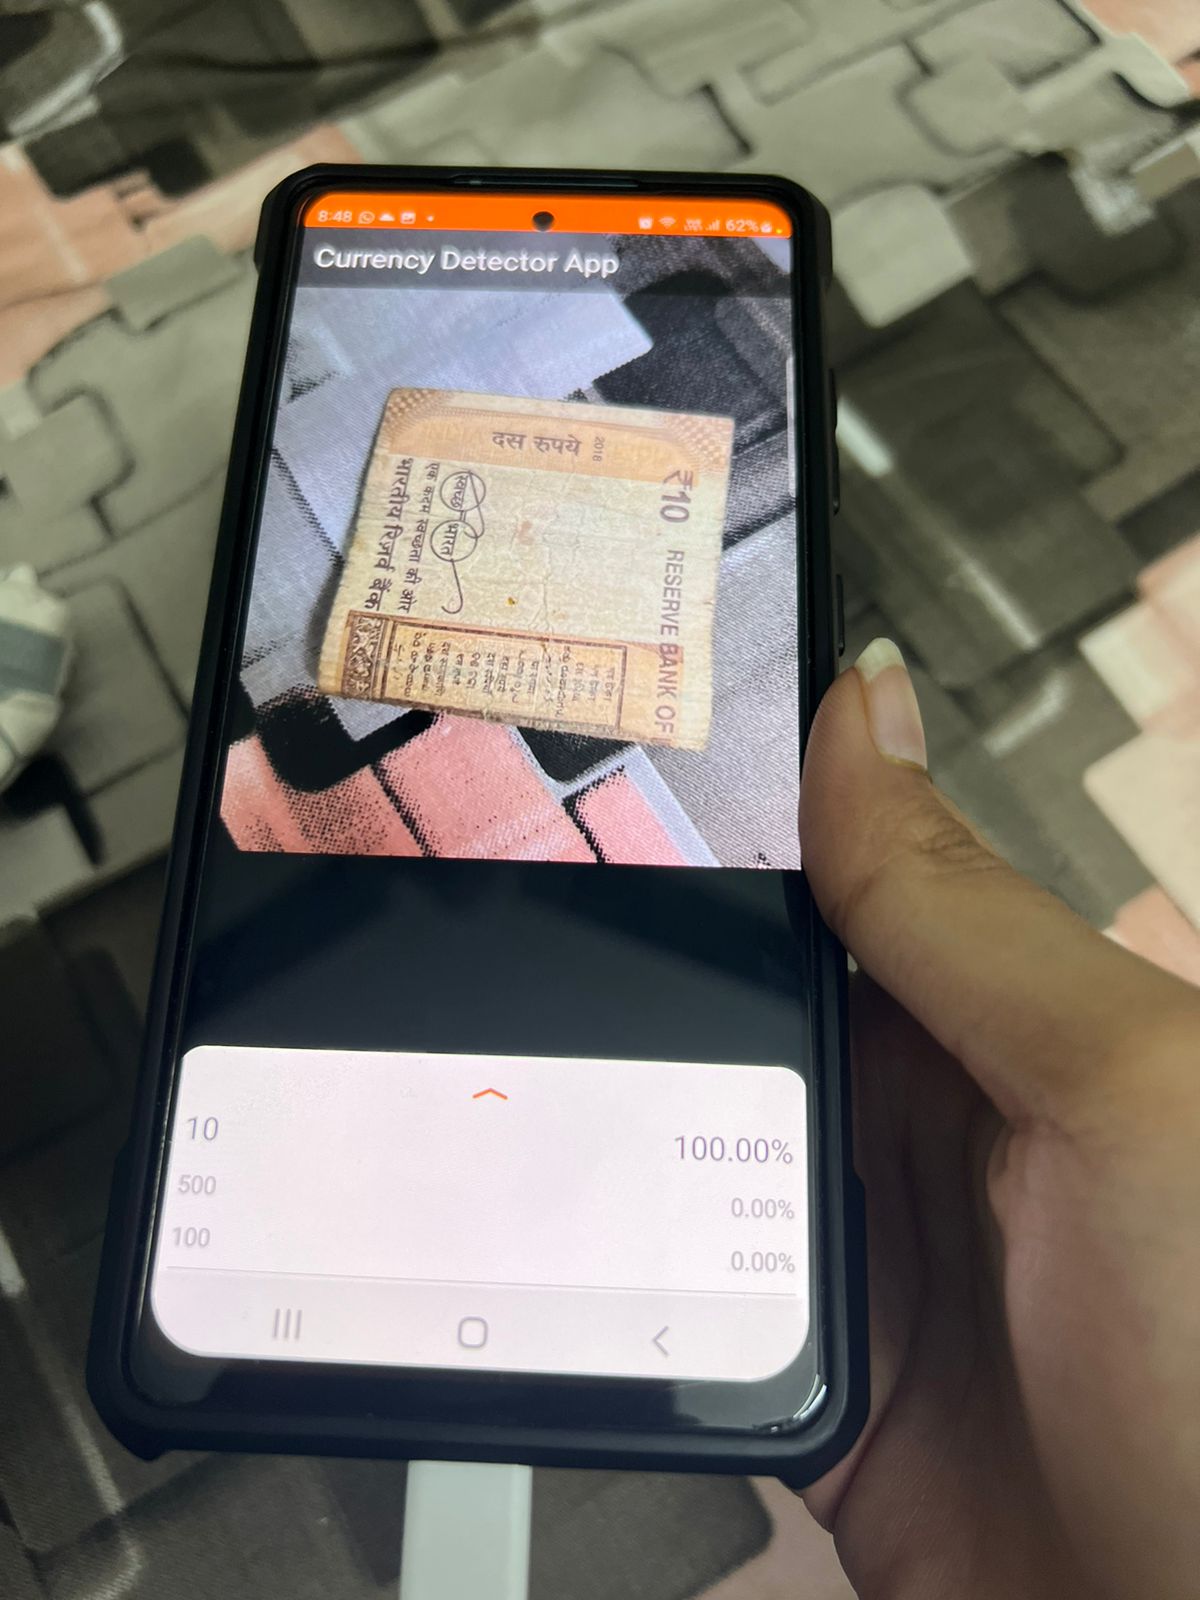 8:48
62%
Currency Detector App
दस रुपये
2018
₹10 RESERVE BANK OF
स्वच्छ
भारत
एक कदम स्वच्छता की ओर
भारतीय रिज़र्व बैंक
10 100.00%
500 0.00%
100 0.00%